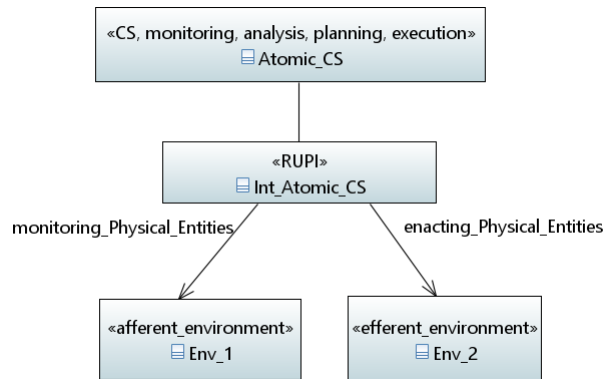 «CS, monitoring, analysis, planning, execution»
Atomic_CS
«RUPI»
Int_Atomic_CS
monitoring_Physical_Entities
enacting_Physical_Entities
«afferent_environment»
Env_1
«efferent_environment»
Env_2